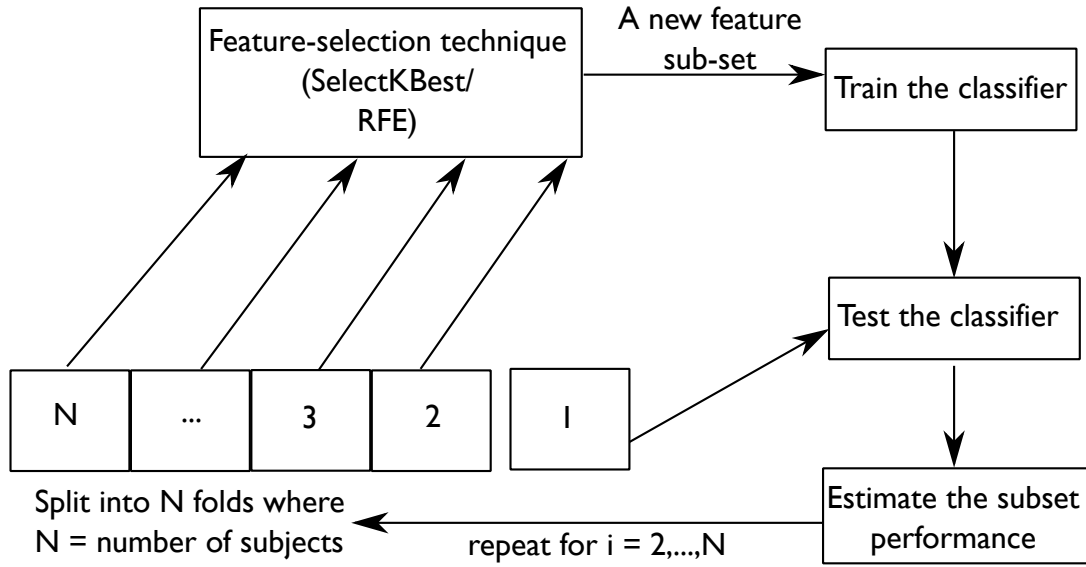 Feature-selection technique
(SelectKBest/
RFE)
A new feature
sub-set
Train the classifier
Test the classifier
N
...
3
2
1
Split into N folds where
N = number of subjects
repeat for i = 2,...,N
Estimate the subset
performance